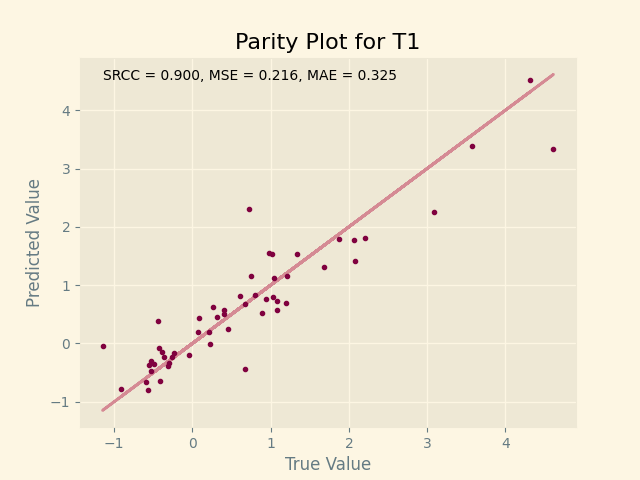 Parity Plot for T1
SRCC = 0.900, MSE = 0.216, MAE = 0.325
Predicted Value
4
3
2
1
0
−1
−1 0 1 2 3 4
True Value